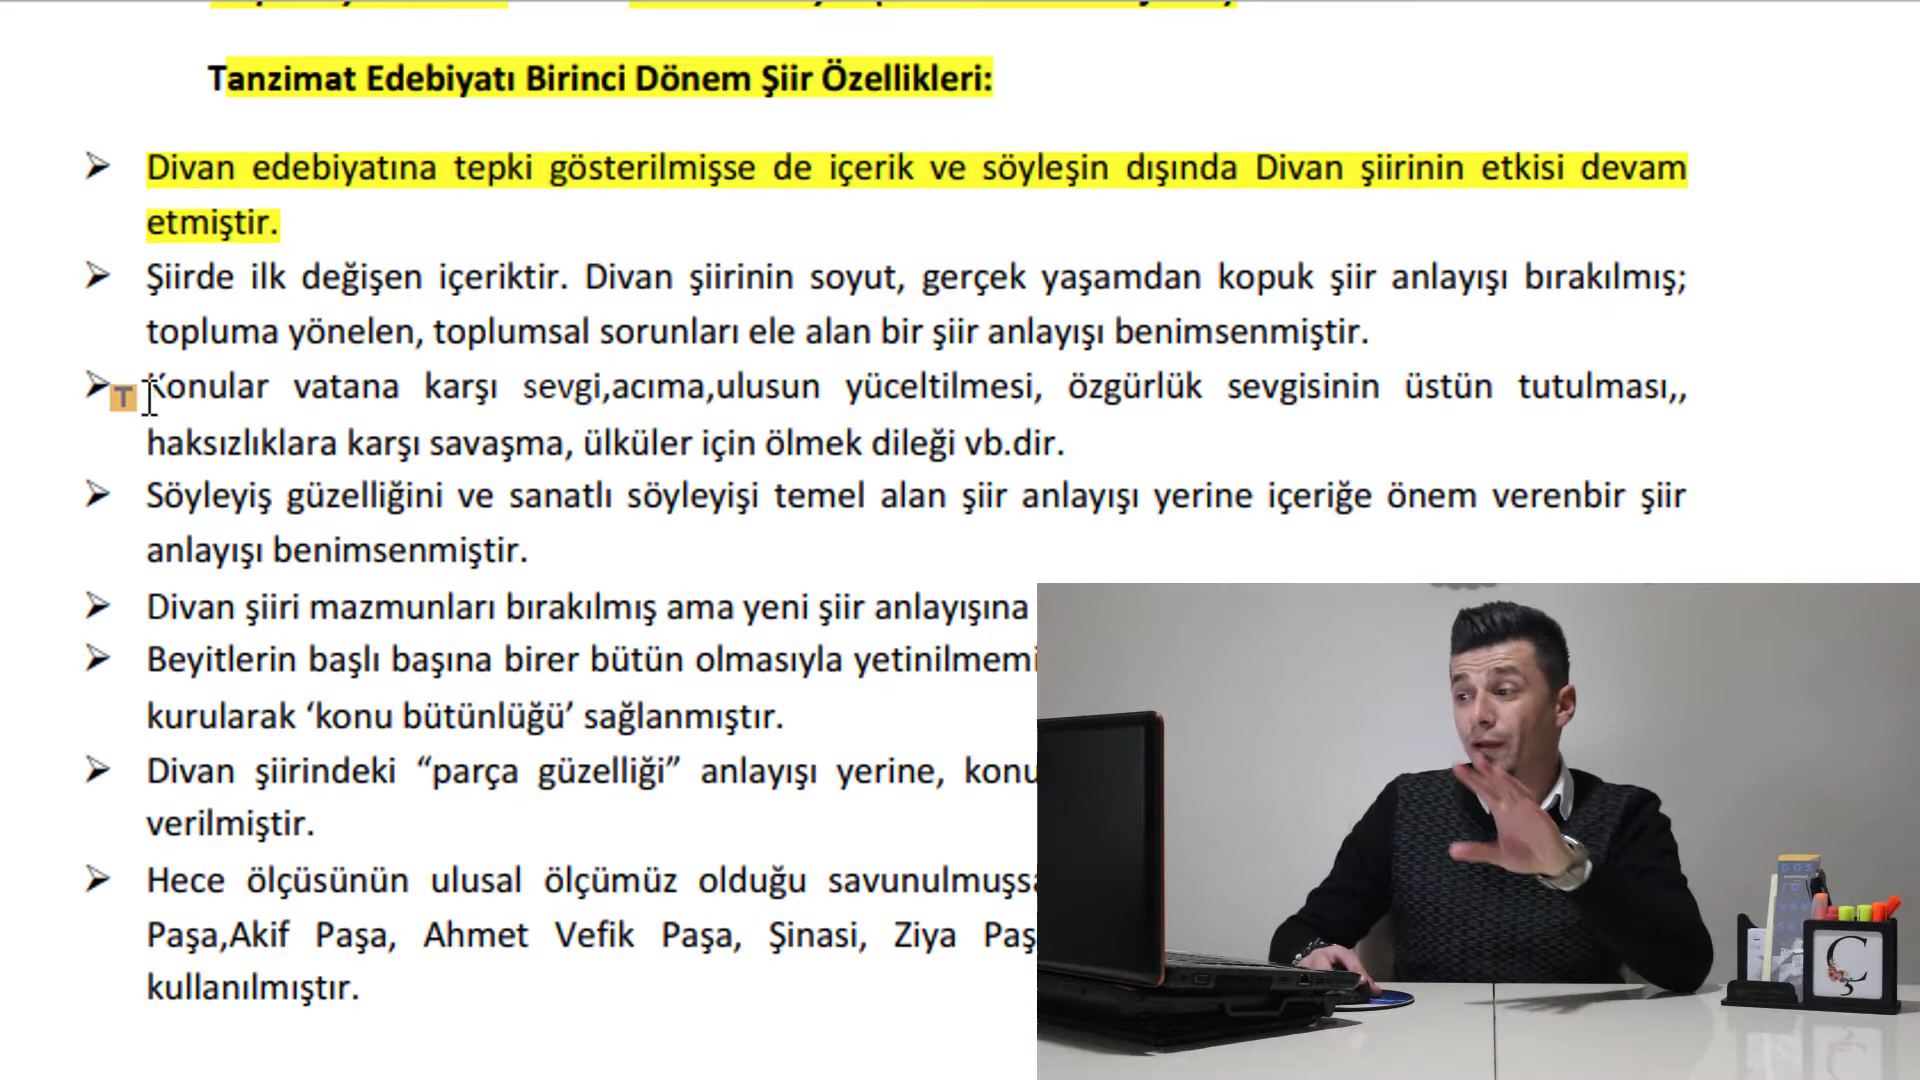 Tanzimat Edebiyatı Birinci Dönem Şiir Özellikleri:
Divan edebiyatına tepki gösterilmişse de içerik ve söyleşin dışında Divan şiirinin etkisi devam
etmiştir.
Şiirde ilk değişen içeriktir. Divan şiirinin soyut, gerçek yaşamdan kopuk şiir anlayışı bırakılmış;
topluma yönelen, toplumsal sorunları ele alan bir şiir anlayışı benimsenmiştir.
Konular vatana karşı sevgi,acıma,ulusun yüceltilmesi, özgürlük sevgisinin üstün tutulması,,
haksızlıklara karşı savaşma, ülküler için ölmek dileği vb.dir.
Söyleyiş güzelliğini ve sanatlı söyleyişi temel alan şiir anlayışı yerine içeriğe önem verenbir şiir
anlayışı benimsenmiştir.
Divan şiiri mazmunları bırakılmış ama yeni şiir anlayışına
Beyitlerin başlı başına birer bütün olmasıyla yetinilmemi
kurularak ‘konu bütünlüğü’ sağlanmıştır.
Divan şiirindeki “parça güzelliği” anlayışı yerine, konu
verilmiştir.
Hece ölçüsünün ulusal ölçümüz olduğu savunulmuşsa
Paşa,Akif Paşa, Ahmet Vefik Paşa, Şinasi, Ziya Paş
kullanılmıştır.
T
Ç